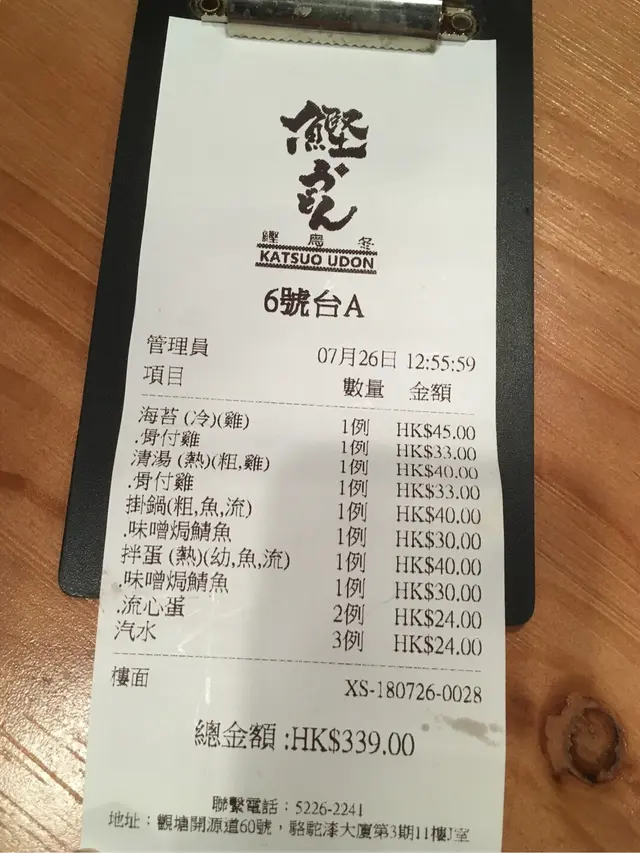 鰹
うどん
鰹烏冬
KATSUO UDON
6號台A
管理員 07月26日 12:55:59
項目 數量 金額
海苔 (冷)(雞) 1例 HK$45.00
.骨付雞 1例 HK$33.00
清湯 (熱)(粗,雞) 1例 HK$40.00
.骨付雞 1例 HK$33.00
掛鍋(粗,魚,流) 1例 HK$40.00
.味噌焗鯖魚 1例 HK$30.00
拌蛋 (熱)(幼,魚,流) 1例 HK$40.00
.味噌焗鯖魚 1例 HK$30.00
.流心蛋 2例 HK$24.00
汽水 3例 HK$24.00
樓面 XS-180726-0028
總金額 :HK$339.00
聯繫電話：5226-2241
地址：觀塘開源道60號，駱駝漆大廈第3期11樓J室